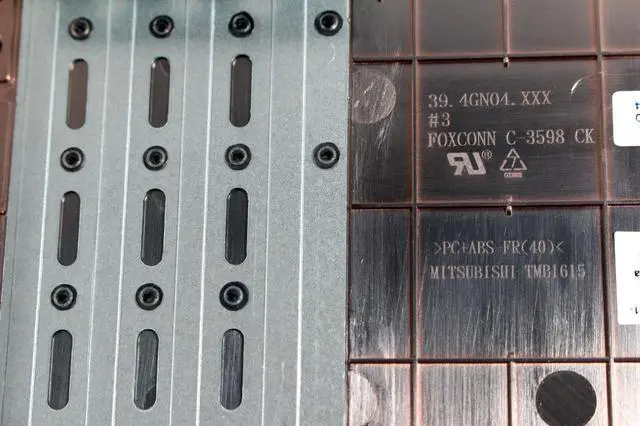 39.4GN04.XXX
#3
FOXCONN C-3598 CK
>PC+ABS-FR(40)<
MITSUBISHI TMB1615